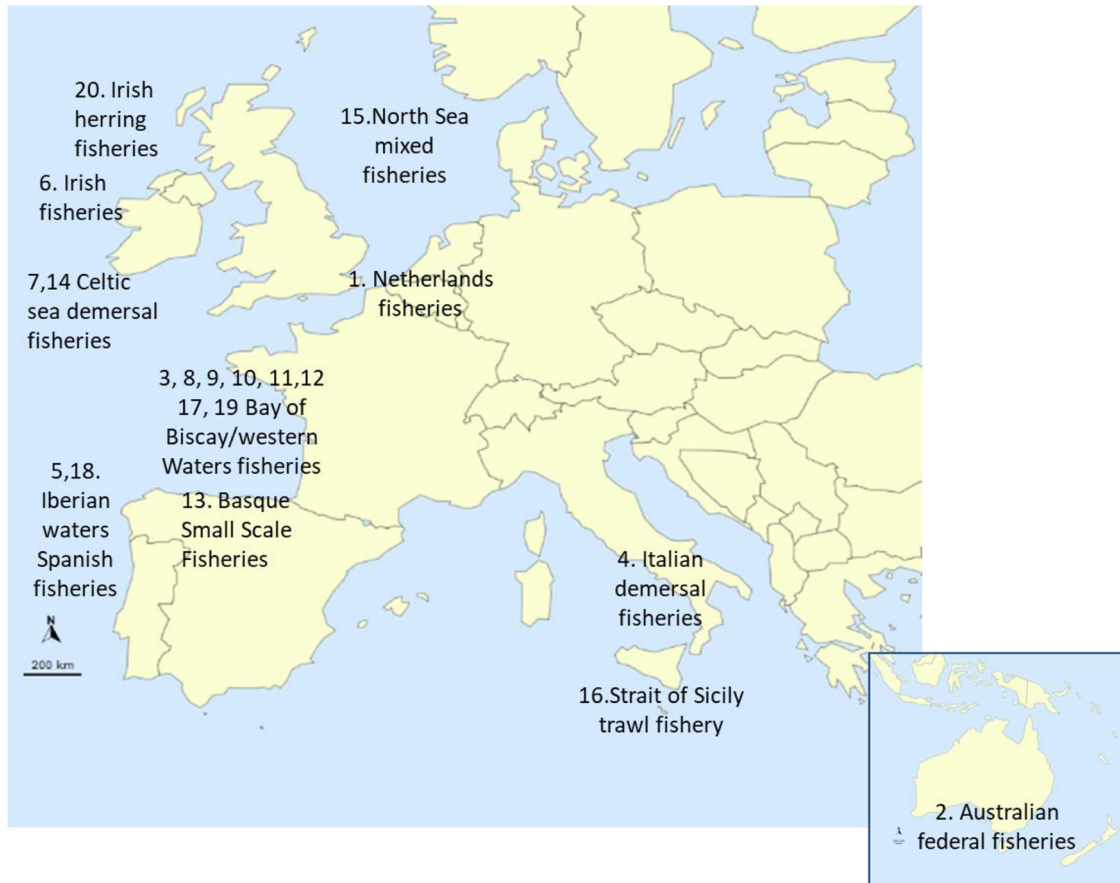 20. Irish
herring
fisheries
15.North Sea
mixed
fisheries
6. Irish
fisheries
7,14 Celtic
sea demersal
fisheries
1. Netherlands
fisheries
3, 8, 9, 10, 11,12
17, 19 Bay of
Biscay/western
Waters fisheries
5,18.
Iberian
waters
Spanish
fisheries
13. Basque
Small Scale
Fisheries
4. Italian
demersal
fisheries
N
200 km
16.Strait of Sicily
trawl fishery
2. Australian
federal fisheries